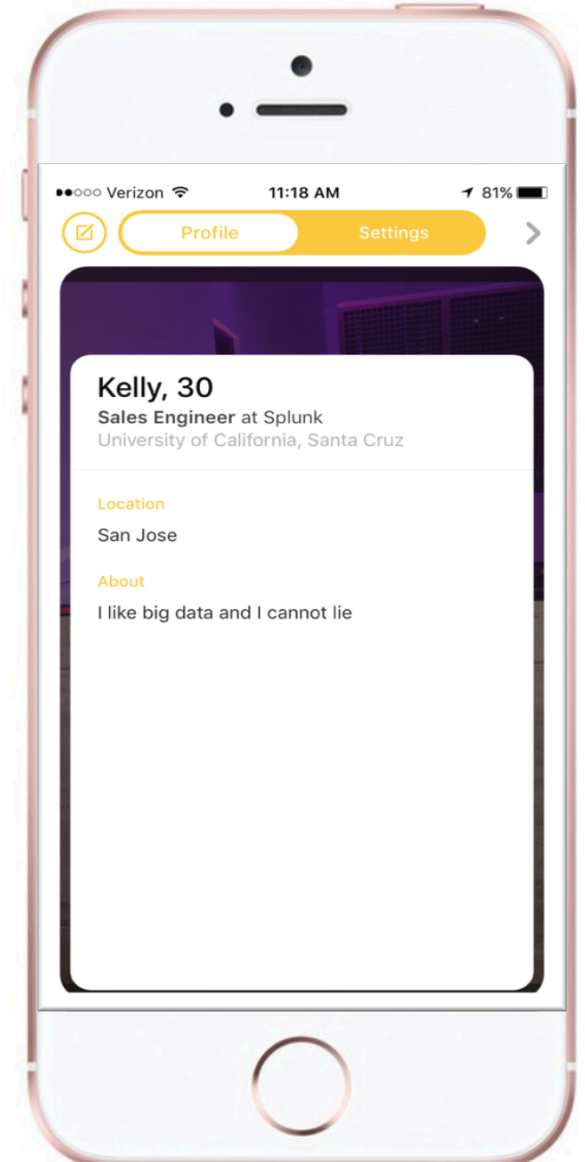 Verizon 11:18 AM 81%
Profile Settings
Kelly, 30
Sales Engineer at Splunk
University of California, Santa Cruz
Location
San Jose
About
I like big data and I cannot lie